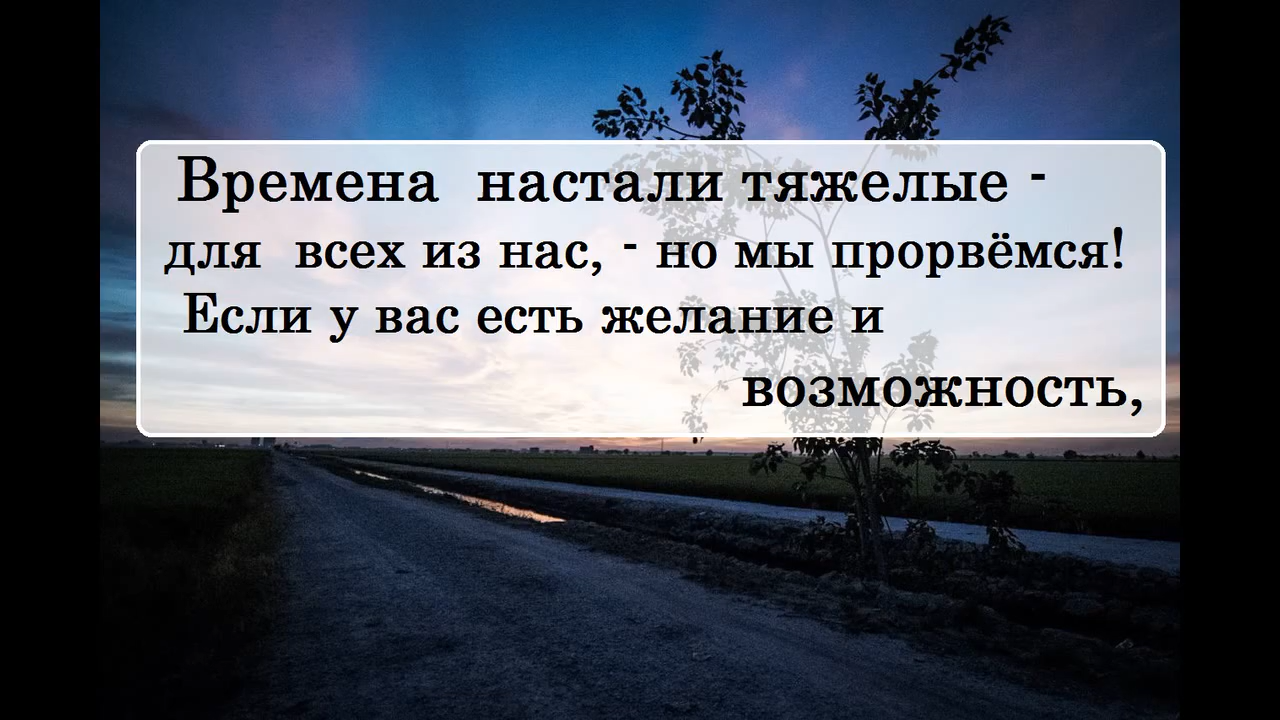 Времена настали тяжелые -
для всех из нас, - но мы прорвёмся!
Если у вас есть желание и
возможность,